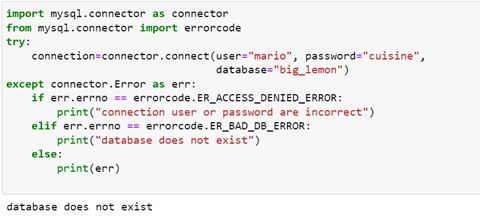 import mysql.connector as connector
from mysql.connector import errorcode
try:
    connection=connector.connect(user="mario", password="cuisine",
                                 database="big_lemon")
except connector.Error as err:
    if err.errno == errorcode.ER_ACCESS_DENIED_ERROR:
        print("connection user or password are incorrect")
    elif err.errno == errorcode.ER_BAD_DB_ERROR:
        print("database does not exist")
    else:
        print(err)
database does not exist